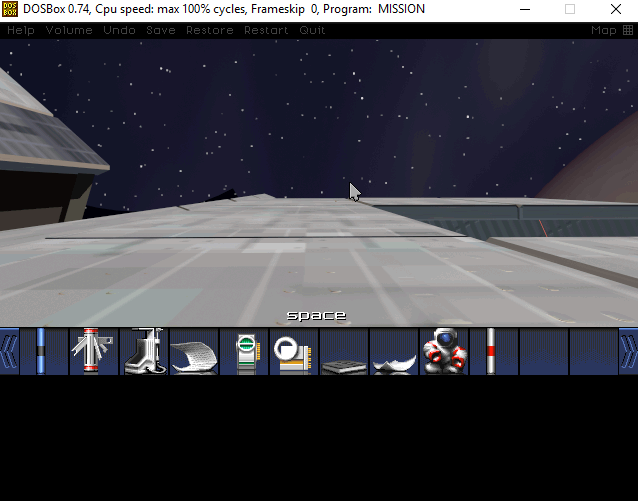 DOSBox 0.74, Cpu speed: max 100% cycles, Frameskip 0, Program: MISSION
Help Volume Undo Save Restore Restart Quit Map
space